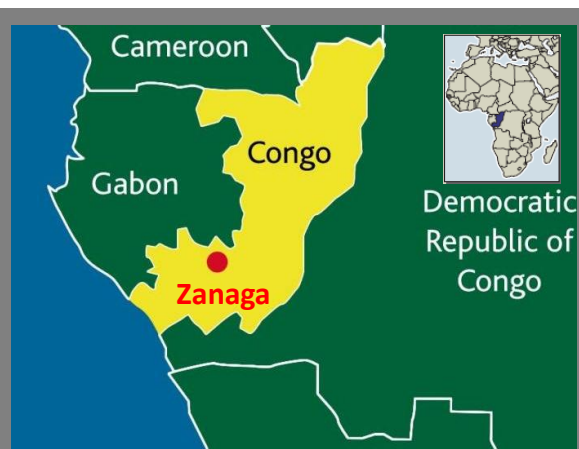 Cameroon
Congo
Gabon
Democratic
Republic of
Congo
Zanaga